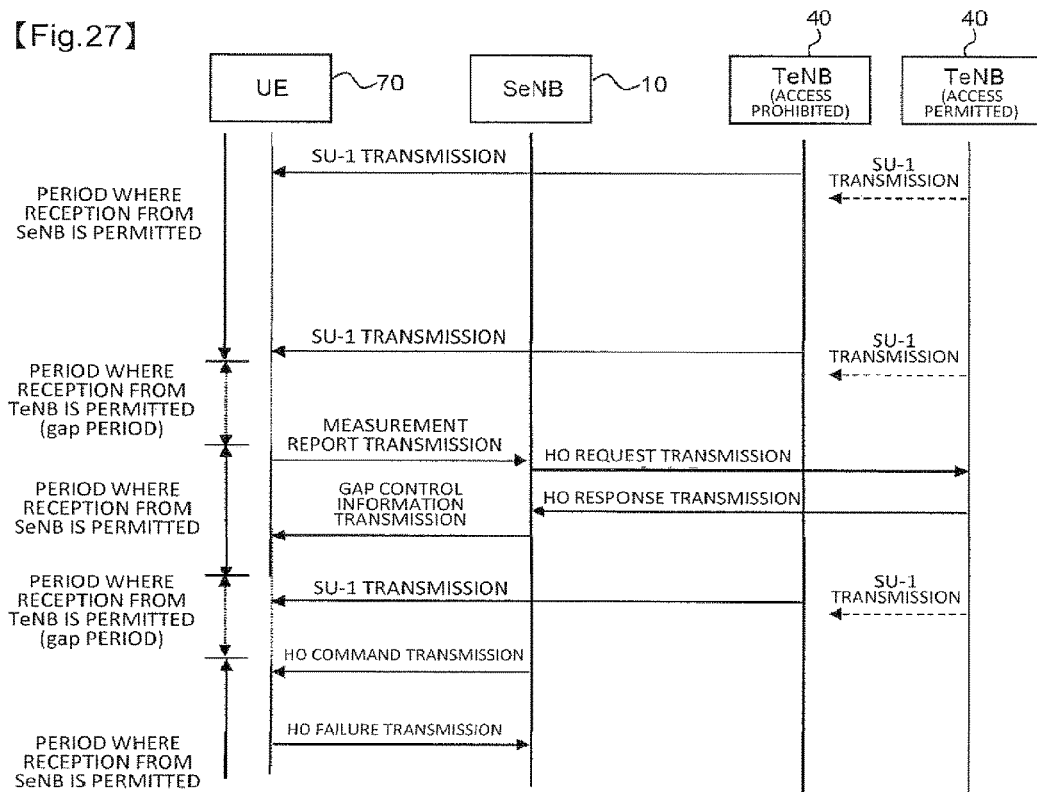 【Fig.27】
40
40
UE
70
SeNB
10
TeNB
(ACCESS
PROHIBITED)
TeNB
(ACCESS
PERMITTED)
SU-1 TRANSMISSION
SU-1
TRANSMISSION
PERIOD WHERE
RECEPTION FROM
SeNB IS PERMITTED
SU-1 TRANSMISSION
SU-1
TRANSMISSION
PERIOD WHERE
RECEPTION FROM
TeNB IS PERMITTED
(gap PERIOD)
MEASUREMENT
REPORT TRANSMISSION
HO REQUEST TRANSMISSION
PERIOD WHERE
RECEPTION FROM
SeNB IS PERMITTED
GAP CONTROL
INFORMATION
TRANSMISSION
HO RESPONSE TRANSMISSION
PERIOD WHERE
RECEPTION FROM
TeNB IS PERMITTED
(gap PERIOD)
SU-1 TRANSMISSION
SU-1
TRANSMISSION
HO COMMAND TRANSMISSION
HO FAILURE TRANSMISSION
PERIOD WHERE
RECEPTION FROM
SeNB IS PERMITTED